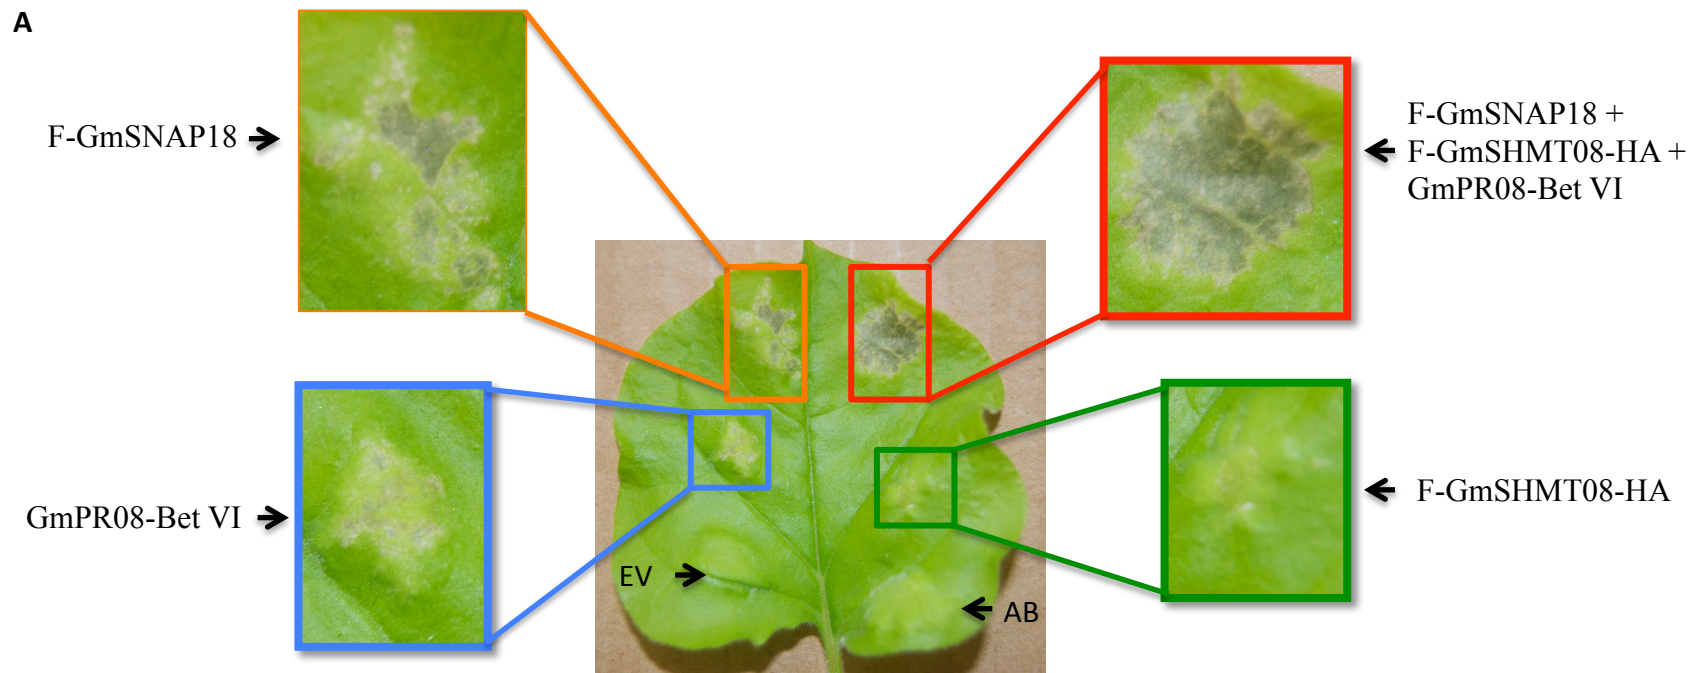 A
F-GmSNAP18
F-GmSNAP18 +
F-GmSHMT08-HA +
GmPR08-Bet VI
GmPR08-Bet VI
F-GmSHMT08-HA
EV
AB